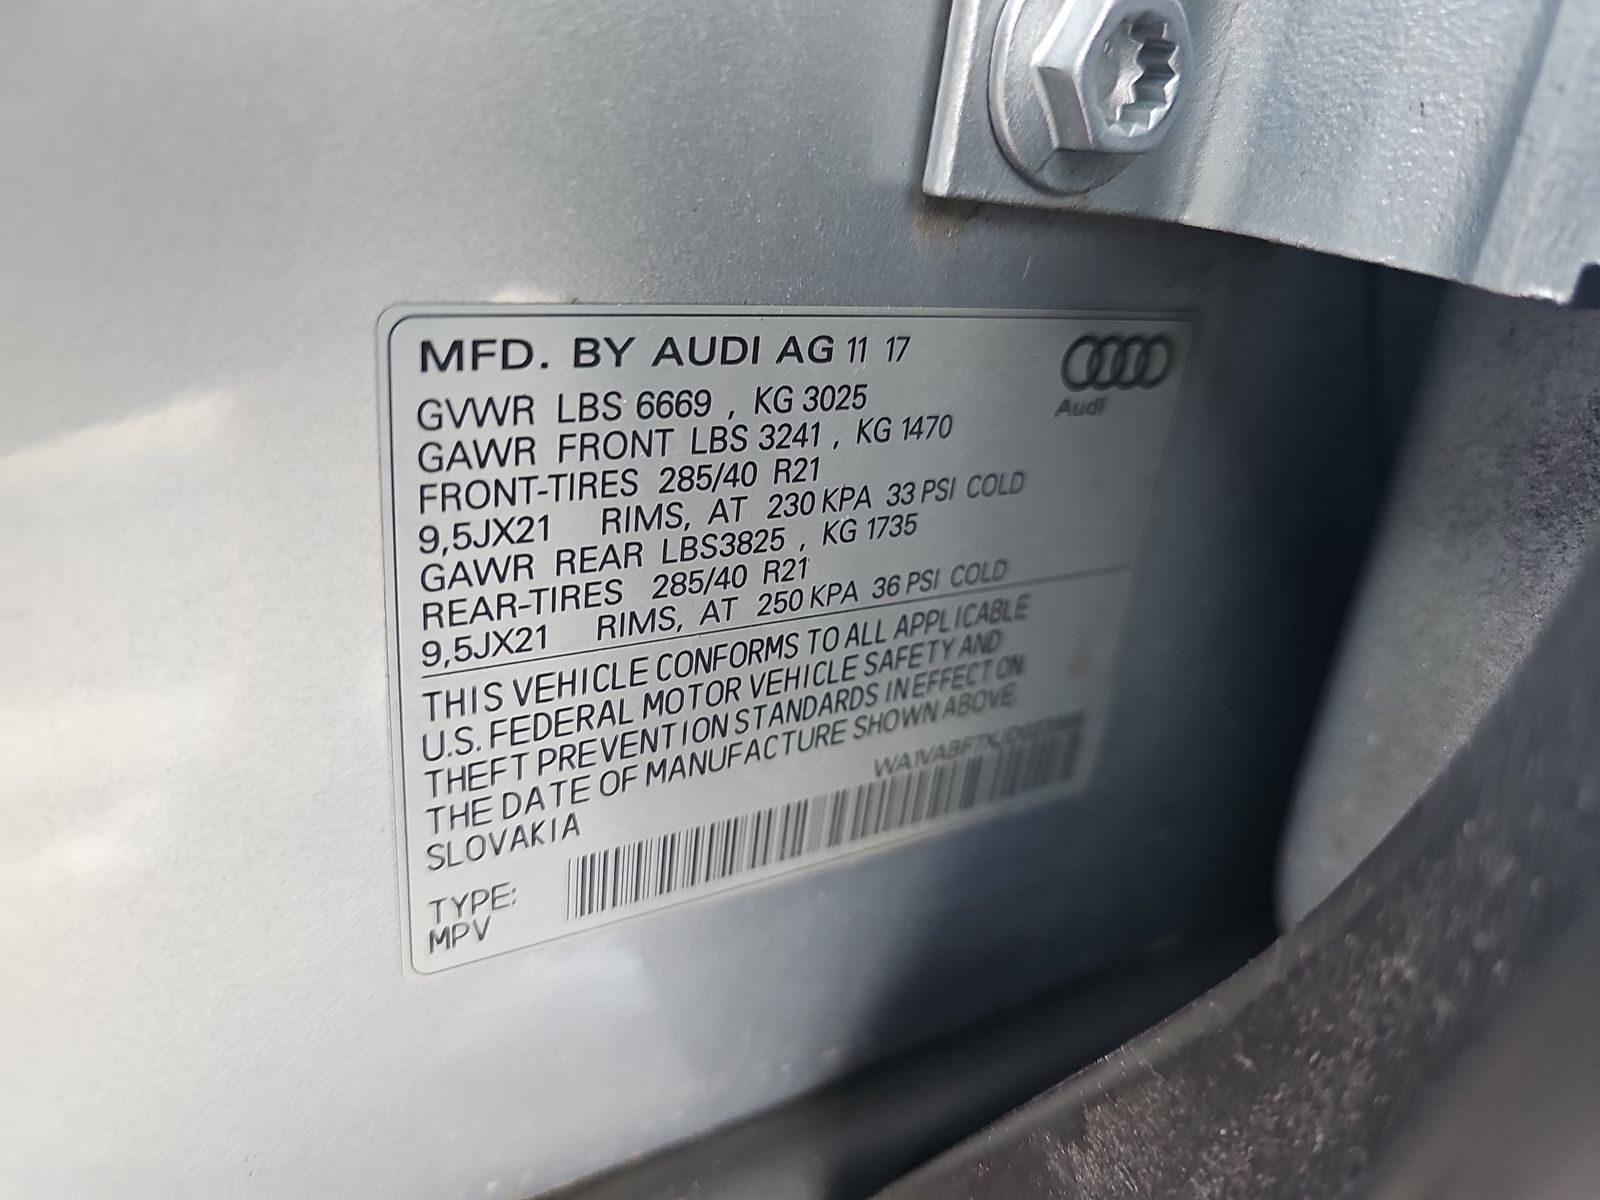 MFD. BY AUDI AG 11 17
Audi
GVWR LBS 6669 , KG 3025
GAWR FRONT LBS 3241 , KG 1470
FRONT-TIRES 285/40 R21
9,5JX21 RIMS, AT 230 KPA 33 PSI COLD
GAWR REAR LBS3825 , KG 1735
REAR-TIRES 285/40 R21
9,5JX21 RIMS, AT 250 KPA 36 PSI COLD
THIS VEHICLE CONFORMS TO ALL APPLICABLE
U.S. FEDERAL MOTOR VEHICLE SAFETY AND
THEFT PREVENTION STANDARDS IN EFFECT ON
THE DATE OF MANUFACTURE SHOWN ABOVE.
SLOVAKIA
TYPE:
MPV